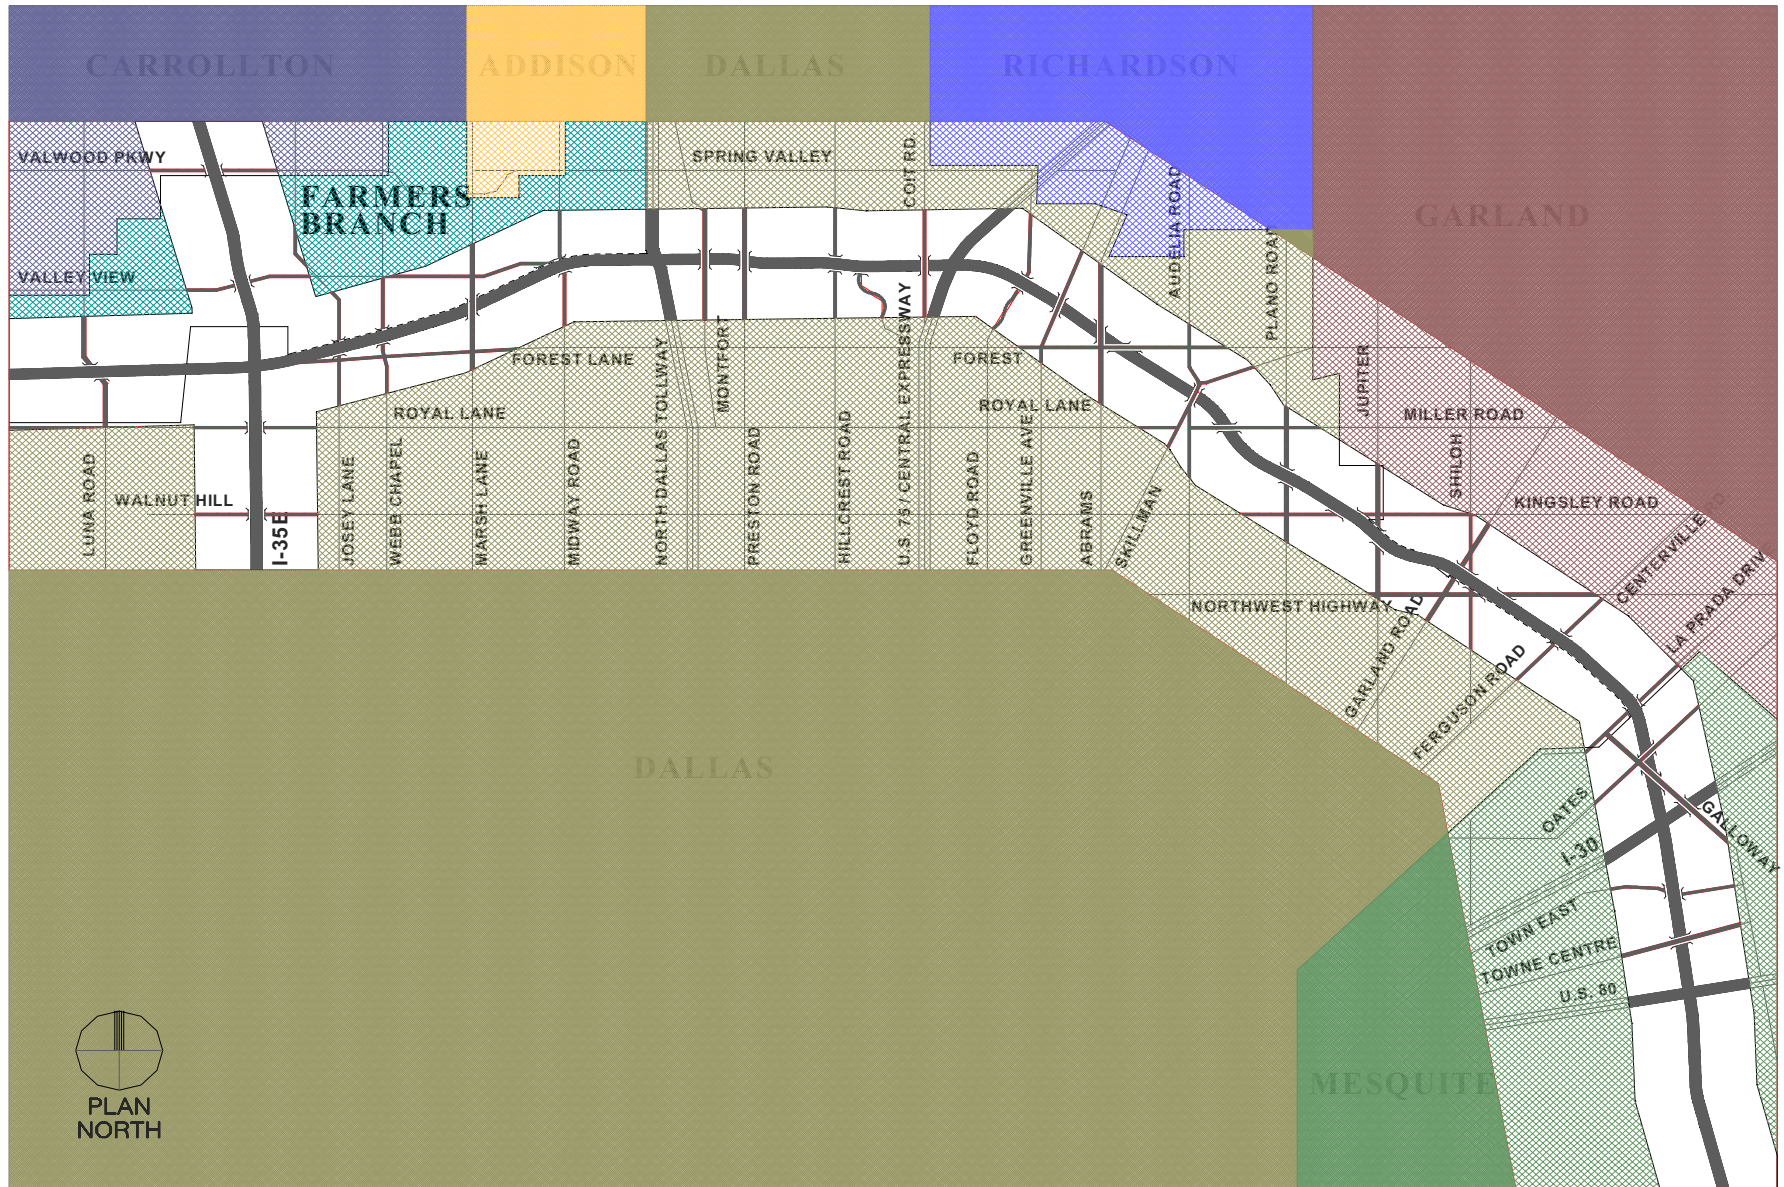 CARROLLTON
ADDISON
DALLAS
RICHARDSON
GARLAND
VALWOOD PKWY
SPRING VALLEY
COIT RD
FARMERS
BRANCH
AUDELIA ROAD
PLANO ROAD
VALLEY VIEW
FOREST LANE
NORTH DALLAS TOLLWAY
MONTFORT
U.S 75 / CENTRAL EXPRESSWAY
FOREST
JUPITER
ROYAL LANE
ROYAL LANE
MILLER ROAD
LUNA ROAD
WALNUT HILL
I-35E
JOSEY LANE
WEBB CHAPEL
MARSH LANE
MIDWAY ROAD
PRESTON ROAD
HILLCREST ROAD
FLOYD ROAD
GREENVILLE AVE
ABRAMS
SKILLMAN
SHILOH
KINGSLEY ROAD
CENTERVILLE RD.
LA PRADA DRIVE
NORTHWEST HIGHWAY
GARLAND ROAD
FERGUSON ROAD
DALLAS
OATES
GALLOWAY
I-30
TOWN EAST
TOWNE CENTRE
U.S. 80
MESQUITE
PLAN
NORTH